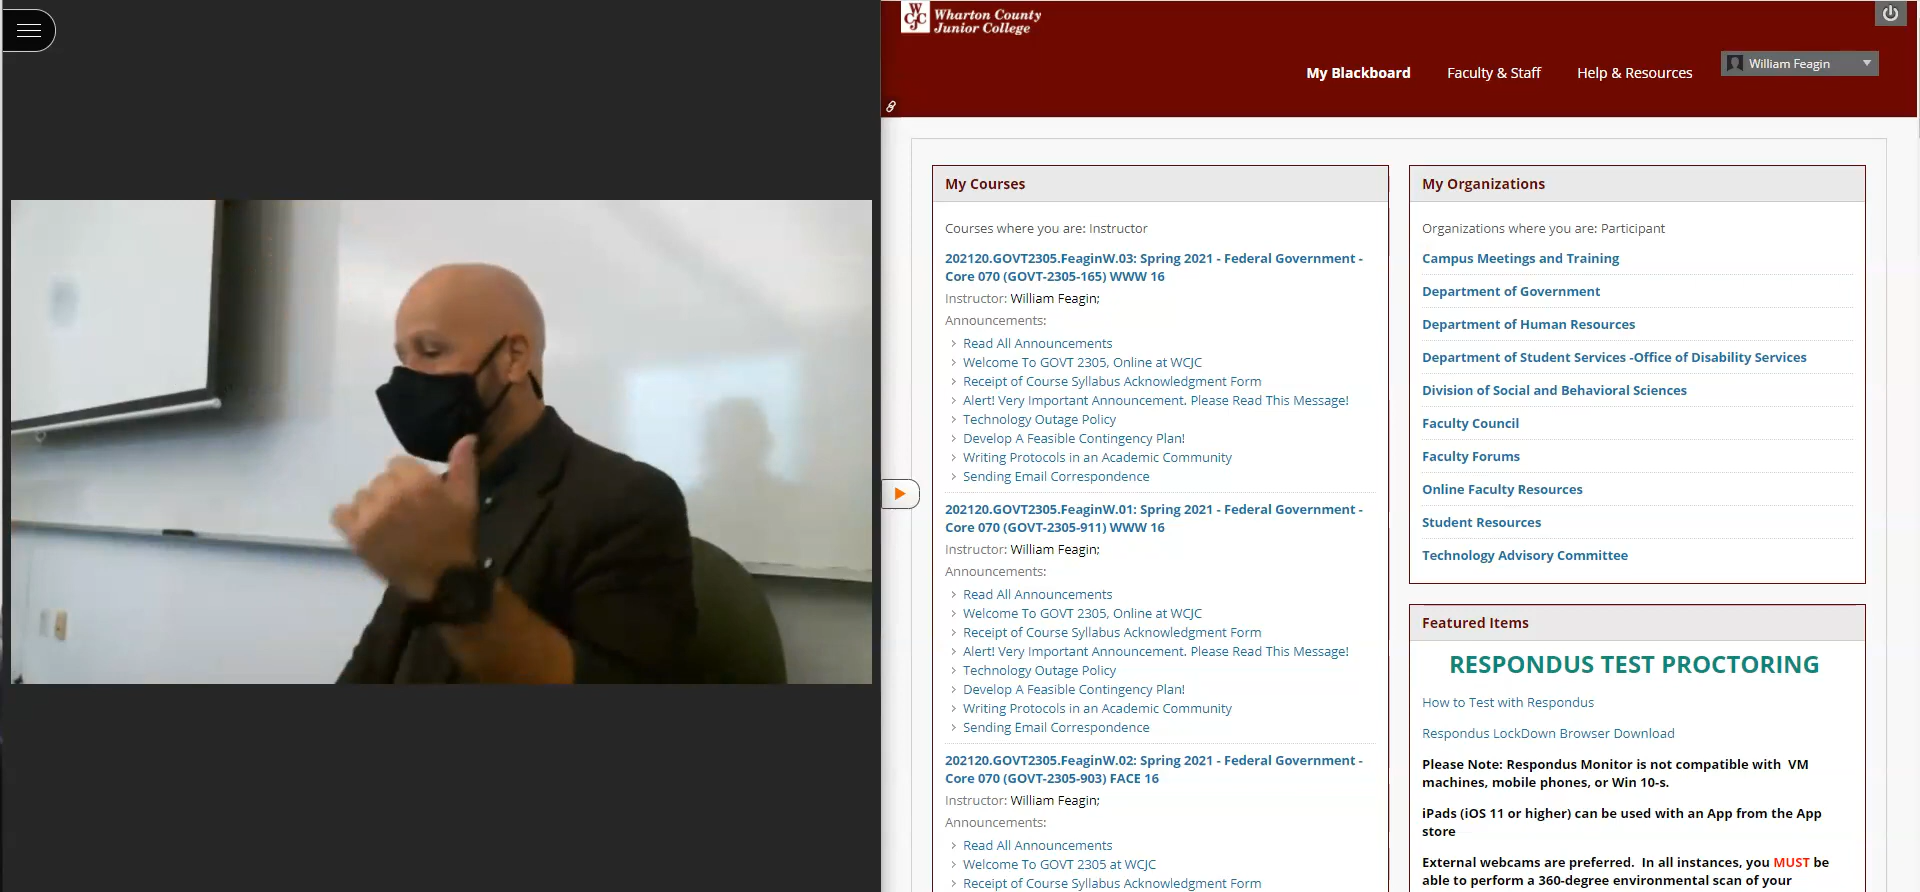 WCJC
Wharton County
Junior College
My Blackboard
Faculty & Staff
Help & Resources
William Feagin
My Courses
Courses where you are: Instructor
202120.GOVT2305.FeaginW.03: Spring 2021 - Federal Government -
Core 070 (GOVT-2305-165) WWW 16
Instructor: William Feagin;
Announcements:
Read All Announcements
Welcome To GOVT 2305, Online at WCJC
Receipt of Course Syllabus Acknowledgment Form
Alert! Very Important Announcement. Please Read This Message!
Technology Outage Policy
Develop A Feasible Contingency Plan!
Writing Protocols in an Academic Community
Sending Email Correspondence
202120.GOVT2305.FeaginW.01: Spring 2021 - Federal Government -
Core 070 (GOVT-2305-911) WWW 16
Instructor: William Feagin;
Announcements:
Read All Announcements
Welcome To GOVT 2305, Online at WCJC
Receipt of Course Syllabus Acknowledgment Form
Alert! Very Important Announcement. Please Read This Message!
Technology Outage Policy
Develop A Feasible Contingency Plan!
Writing Protocols in an Academic Community
Sending Email Correspondence
202120.GOVT2305.FeaginW.02: Spring 2021 - Federal Government -
Core 070 (GOVT-2305-903) FACE 16
Instructor: William Feagin;
Announcements:
Read All Announcements
Welcome To GOVT 2305 at WCJC
Receipt of Course Syllabus Acknowledgment Form
My Organizations
Organizations where you are: Participant
Campus Meetings and Training
Department of Government
Department of Human Resources
Department of Student Services -Office of Disability Services
Division of Social and Behavioral Sciences
Faculty Council
Faculty Forums
Online Faculty Resources
Student Resources
Technology Advisory Committee
Featured Items
RESPONDUS TEST PROCTORING
How to Test with Respondus
Respondus LockDown Browser Download
Please Note: Respondus Monitor is not compatible with VM
machines, mobile phones, or Win 10-s.
iPads (iOS 11 or higher) can be used with an App from the App
store
External webcams are preferred. In all instances, you MUST be
able to perform a 360-degree environmental scan of your